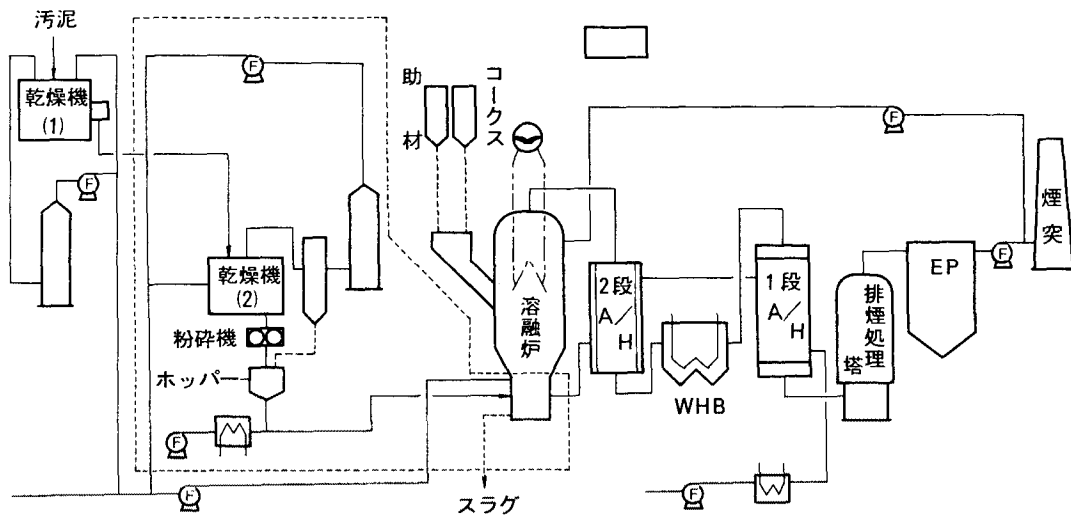 汚泥
乾燥機
(1)
F
F
助材
コークス
F
乾燥機
(2)
粉砕機
ホッパー
F
F
溶融炉
スラグ
2段
A/H
WHB
1段
A/H
F
排煙処理塔
EP
F
煙突